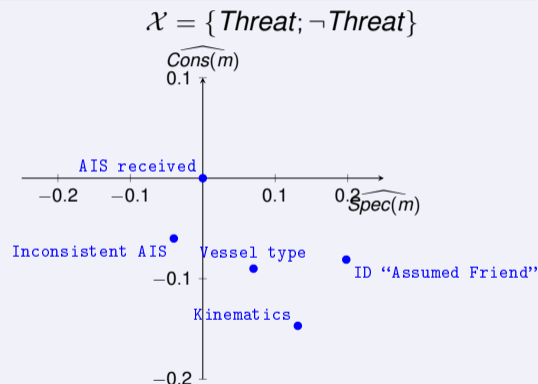 𝒳 = {Threat; ¬Threat}
Cons(m)
0.1
AIS received
−0.2 −0.1 0.1 0.2
Spec(m)
Inconsistent AIS Vessel type
ID “Assumed Friend”
−0.1
Kinematics
−0.2